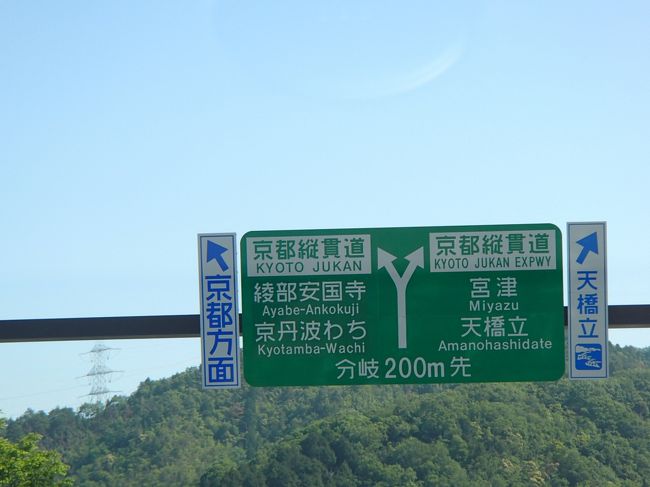 京都方面
京都縦貫道
KYOTO JUKAN
綾部安国寺
Ayabe-Ankokuji
京丹波わち
Kyotamba-Wachi
京都縦貫道
KYOTO JUKAN EXPWY
宮津
Miyazu
天橋立
Amanohashidate
分岐 200m 先
天橋立